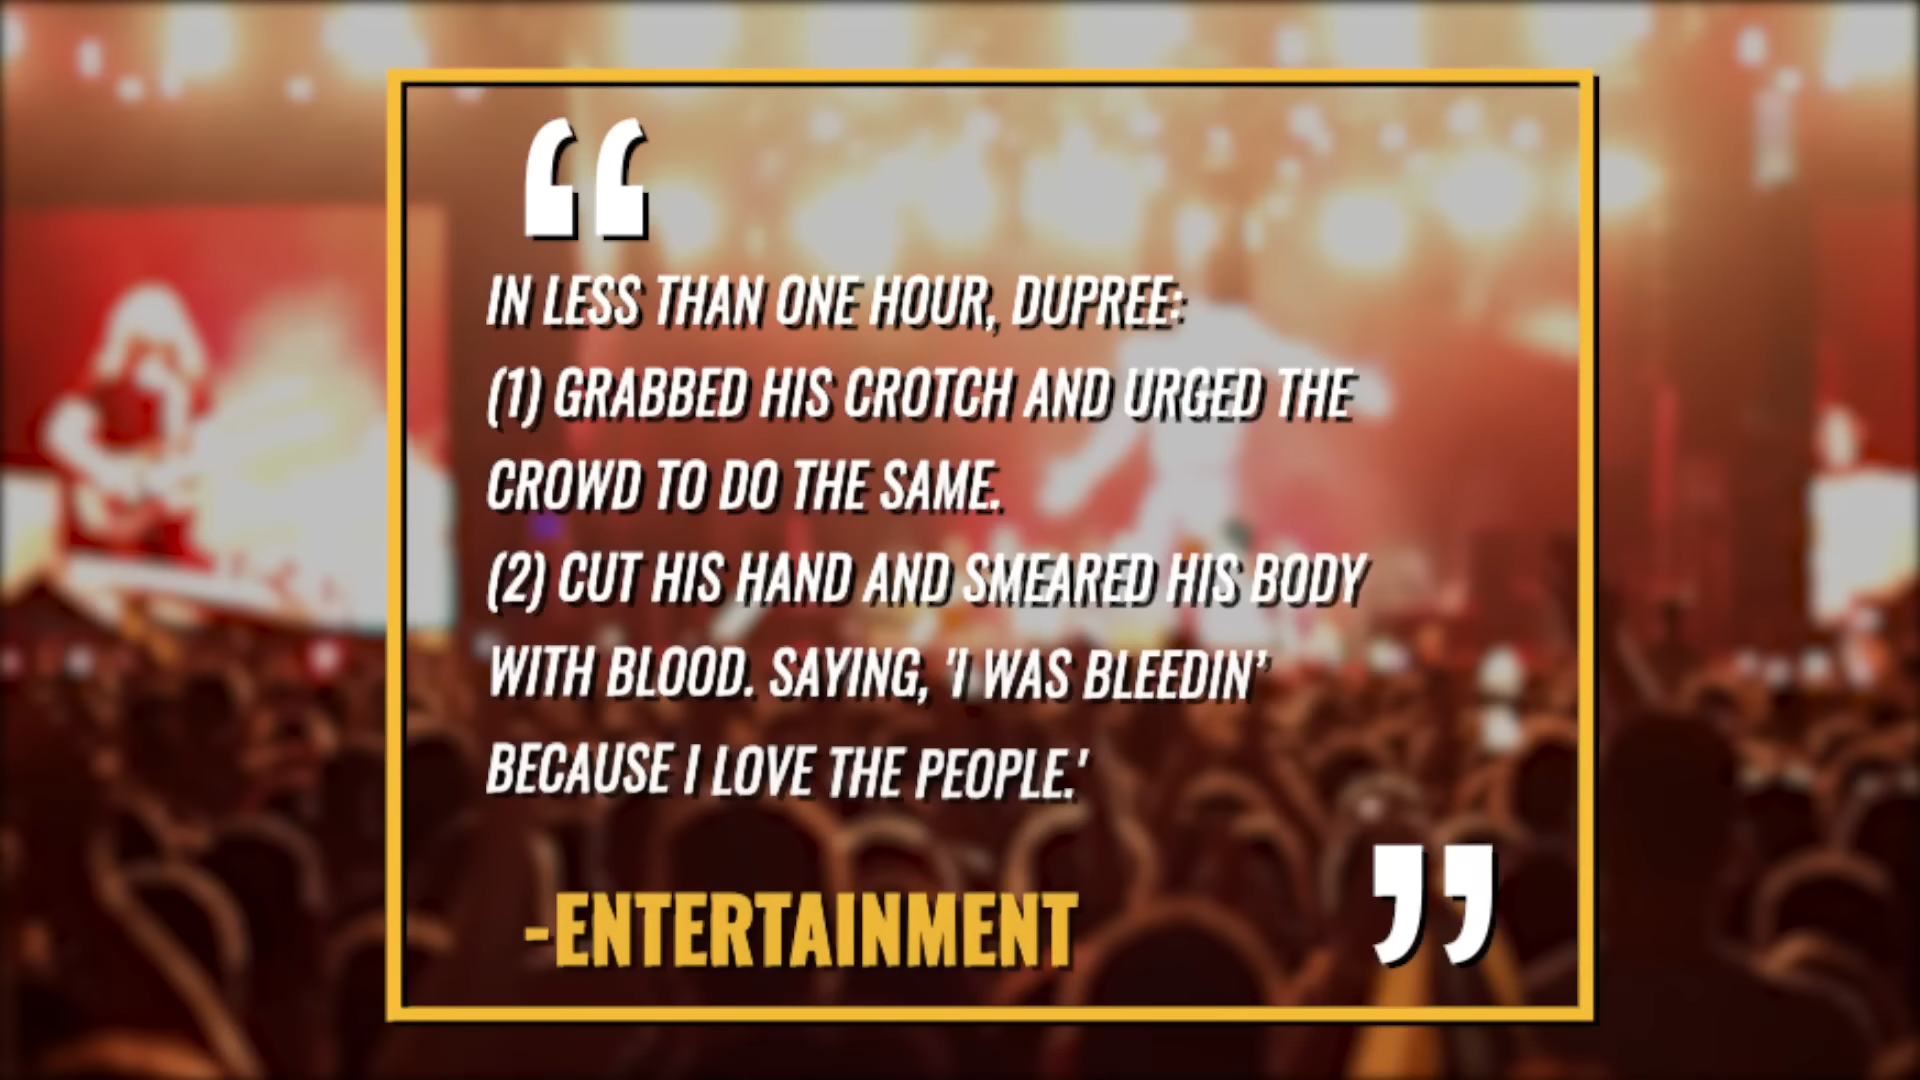 “
IN LESS THAN ONE HOUR, DUPREE:
(1) GRABBED HIS CROTCH AND URGED THE
CROWD TO DO THE SAME.
(2) CUT HIS HAND AND SMEARED HIS BODY
WITH BLOOD. SAYING, 'I WAS BLEEDIN’
BECAUSE I LOVE THE PEOPLE.'
”
-ENTERTAINMENT